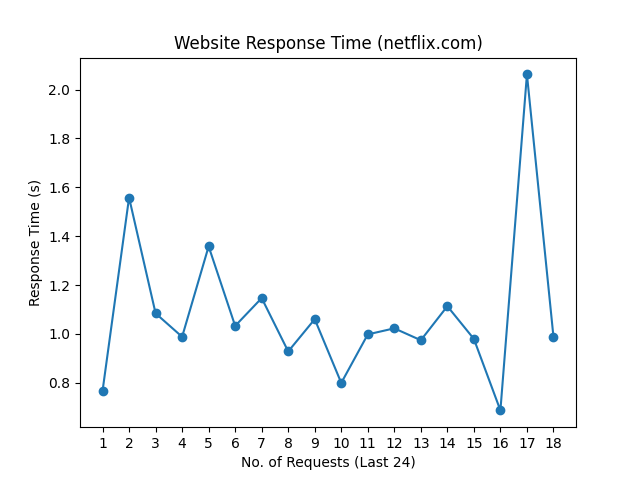 Website Response Time (netflix.com)
Response Time (s)
2.0
1.8
1.6
1.4
1.2
1.0
0.8
1 2 3 4 5 6 7 8 9 10 11 12 13 14 15 16 17 18
No. of Requests (Last 24)